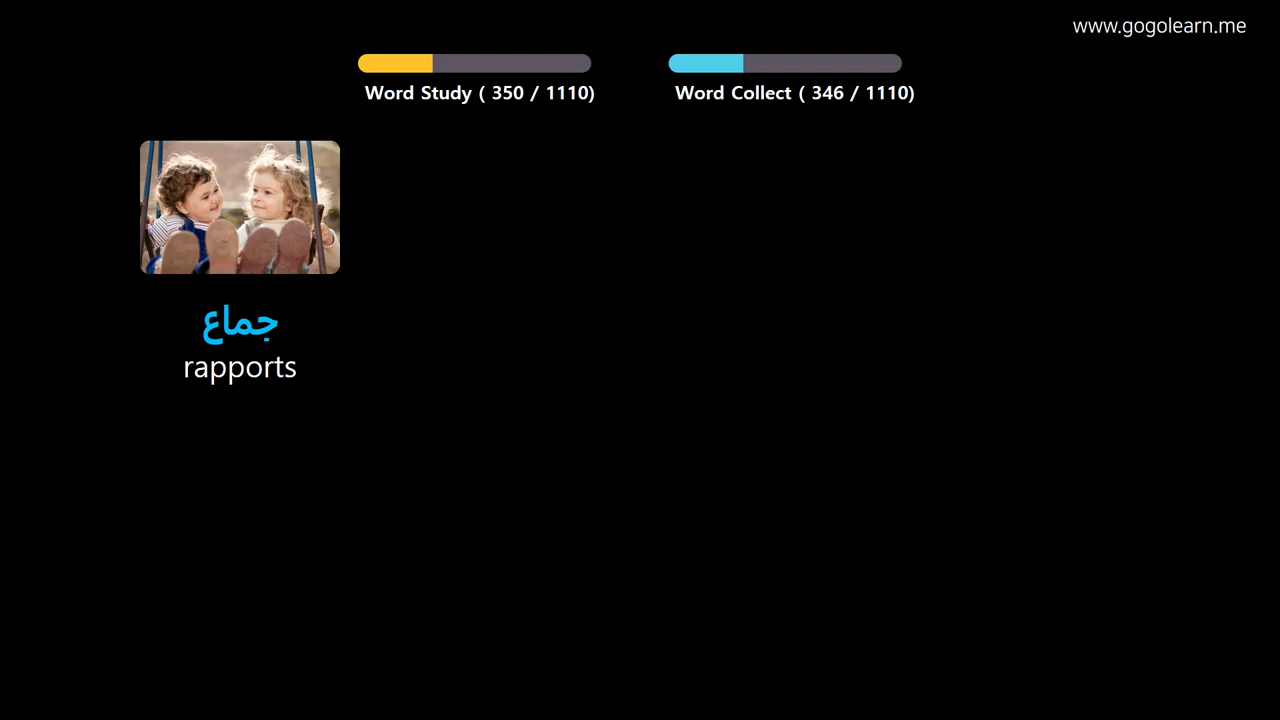 www.gogolearn.me
Word Study ( 350 / 1110)
Word Collect ( 346 / 1110)
جماع
rapports